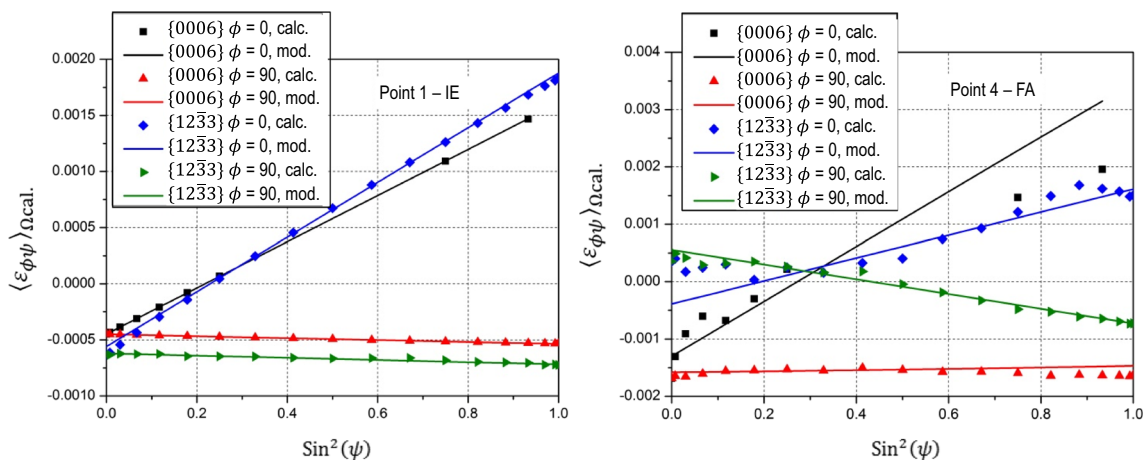 {0006} ϕ = 0, calc.
{0006} ϕ = 0, mod.
{0006} ϕ = 90, calc.
{0006} ϕ = 90, mod.
{123̄3} ϕ = 0, calc.
{123̄3} ϕ = 0, mod.
{123̄3} ϕ = 90, calc.
{123̄3} ϕ = 90, mod.
Point 1 – IE
0.0020
0.0015
0.0010
0.0005
0.0000
-0.0005
-0.0010
⟨ε_ϕψ⟩Ωcal.
0.0 0.2 0.4 0.6 0.8 1.0
Sin²(ψ)
{0006} ϕ = 0, calc.
{0006} ϕ = 0, mod.
{0006} ϕ = 90, calc.
{0006} ϕ = 90, mod.
{123̄3} ϕ = 0, calc.
{123̄3} ϕ = 0, mod.
{123̄3} ϕ = 90, calc.
{123̄3} ϕ = 90, mod.
Point 4 – FA
0.004
0.003
0.002
0.001
0.000
-0.001
-0.002
⟨ε_ϕψ⟩Ωcal.
0.0 0.2 0.4 0.6 0.8 1.0
Sin²(ψ)